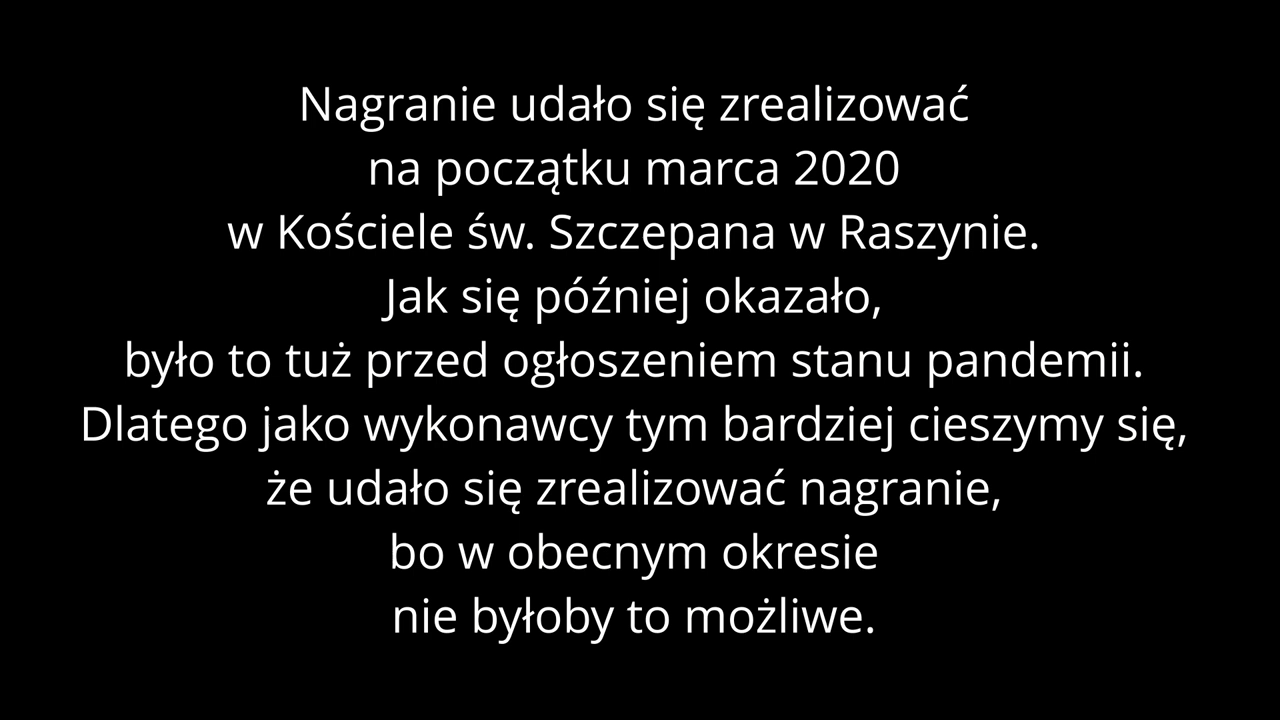 Nagranie udało się zrealizować
na początku marca 2020
w Kościele św. Szczepana w Raszynie.
Jak się później okazało,
było to tuż przed ogłoszeniem stanu pandemii.
Dlatego jako wykonawcy tym bardziej cieszymy się,
że udało się zrealizować nagranie,
bo w obecnym okresie
nie byłoby to możliwe.